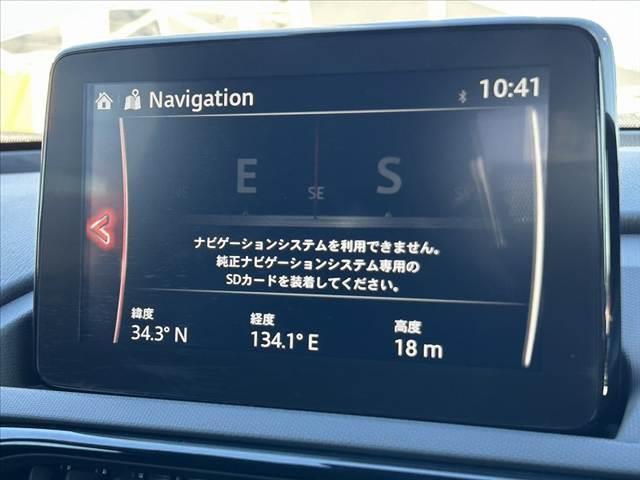 Navigation
10:41
E
SE
S
ナビゲーションシステムを利用できません。
純正ナビゲーションシステム専用の
SDカードを装着してください。
緯度
経度
高度
34.3° N
134.1° E
18 m